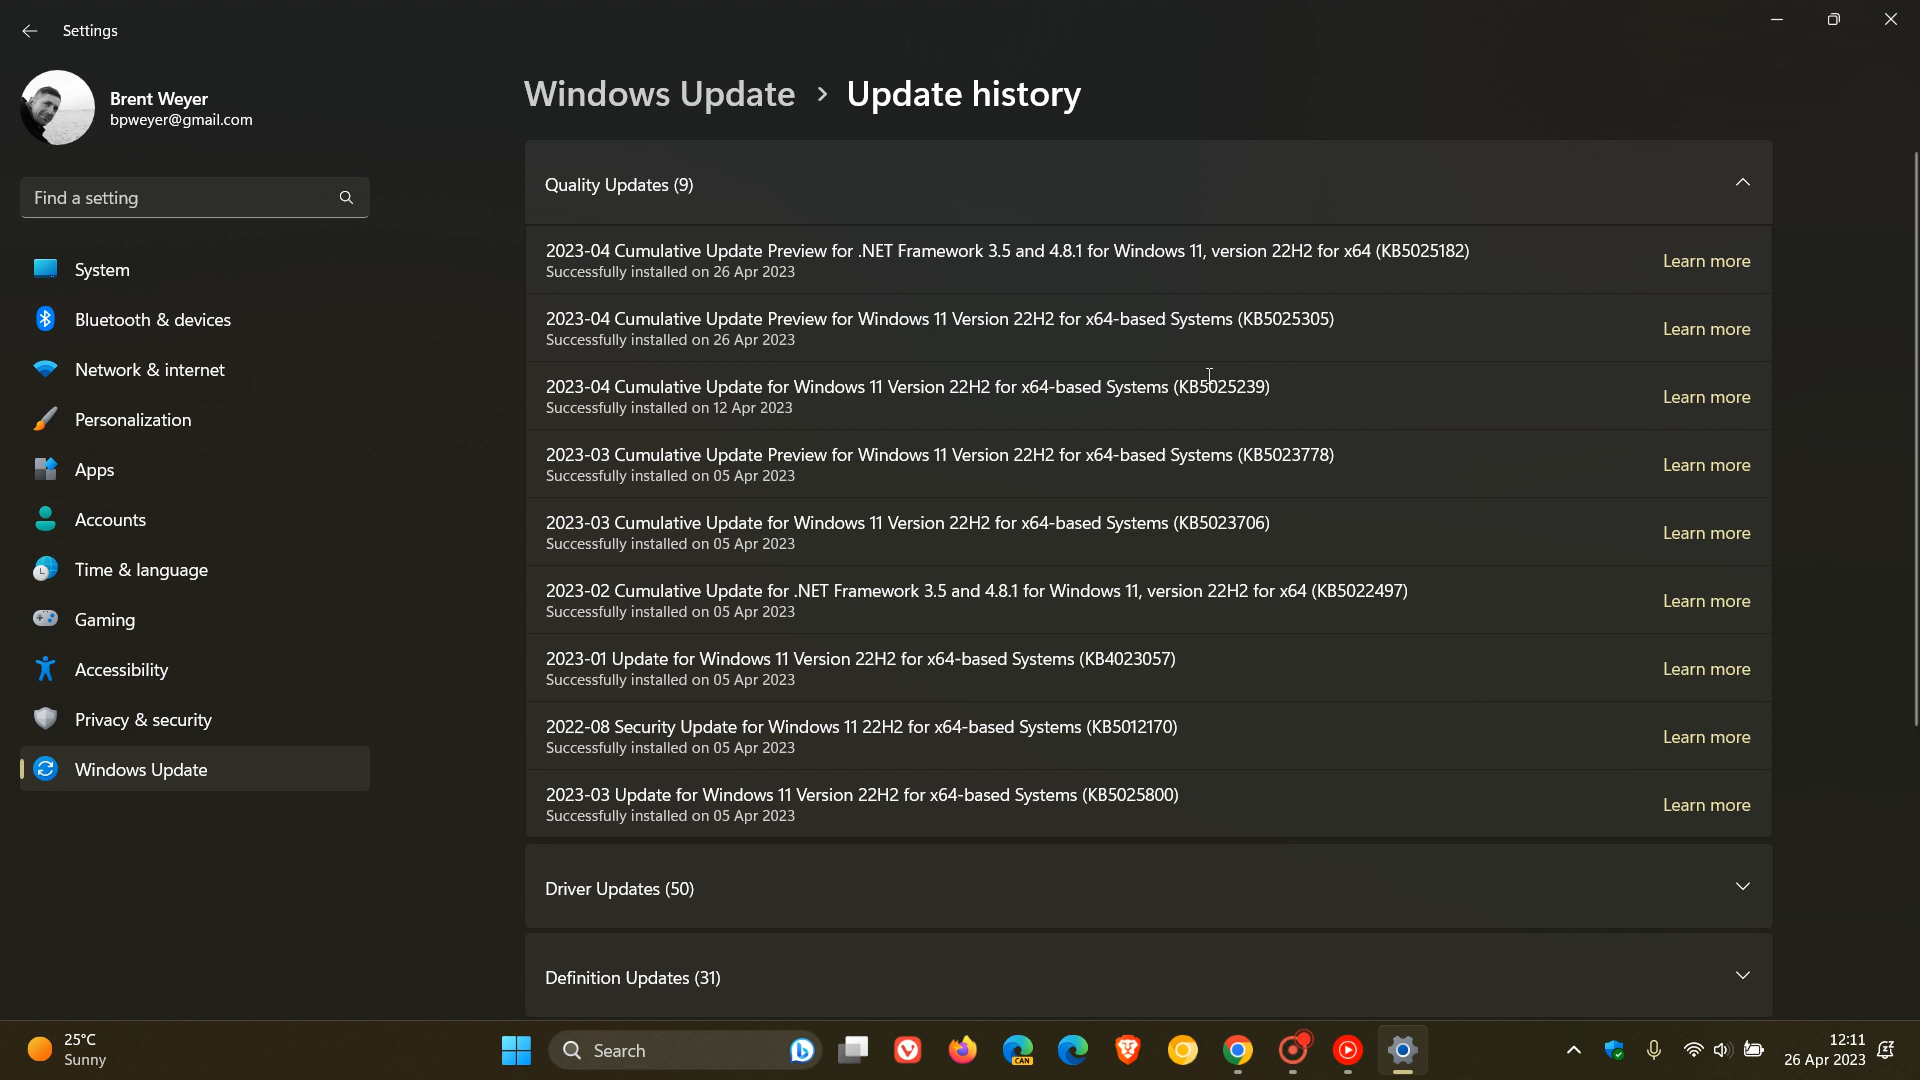 Settings
Brent Weyer
bpweyer@gmail.com
Find a setting
System
Bluetooth & devices
Network & internet
Personalization
Apps
Accounts
Time & language
Gaming
Accessibility
Privacy & security
Windows Update
Windows Update > Update history
Quality Updates (9)
2023-04 Cumulative Update Preview for .NET Framework 3.5 and 4.8.1 for Windows 11, version 22H2 for x64 (KB5025182)
Successfully installed on 26 Apr 2023
Learn more
2023-04 Cumulative Update Preview for Windows 11 Version 22H2 for x64-based Systems (KB5025305)
Successfully installed on 26 Apr 2023
Learn more
2023-04 Cumulative Update for Windows 11 Version 22H2 for x64-based Systems (KB5025239)
Successfully installed on 12 Apr 2023
Learn more
2023-03 Cumulative Update Preview for Windows 11 Version 22H2 for x64-based Systems (KB5023778)
Successfully installed on 05 Apr 2023
Learn more
2023-03 Cumulative Update for Windows 11 Version 22H2 for x64-based Systems (KB5023706)
Successfully installed on 05 Apr 2023
Learn more
2023-02 Cumulative Update for .NET Framework 3.5 and 4.8.1 for Windows 11, version 22H2 for x64 (KB5022497)
Successfully installed on 05 Apr 2023
Learn more
2023-01 Update for Windows 11 Version 22H2 for x64-based Systems (KB4023057)
Successfully installed on 05 Apr 2023
Learn more
2022-08 Security Update for Windows 11 22H2 for x64-based Systems (KB5012170)
Successfully installed on 05 Apr 2023
Learn more
2023-03 Update for Windows 11 Version 22H2 for x64-based Systems (KB5025800)
Successfully installed on 05 Apr 2023
Learn more
Driver Updates (50)
Definition Updates (31)
25°C
Sunny
Search
CAN
12:11
26 Apr 2023